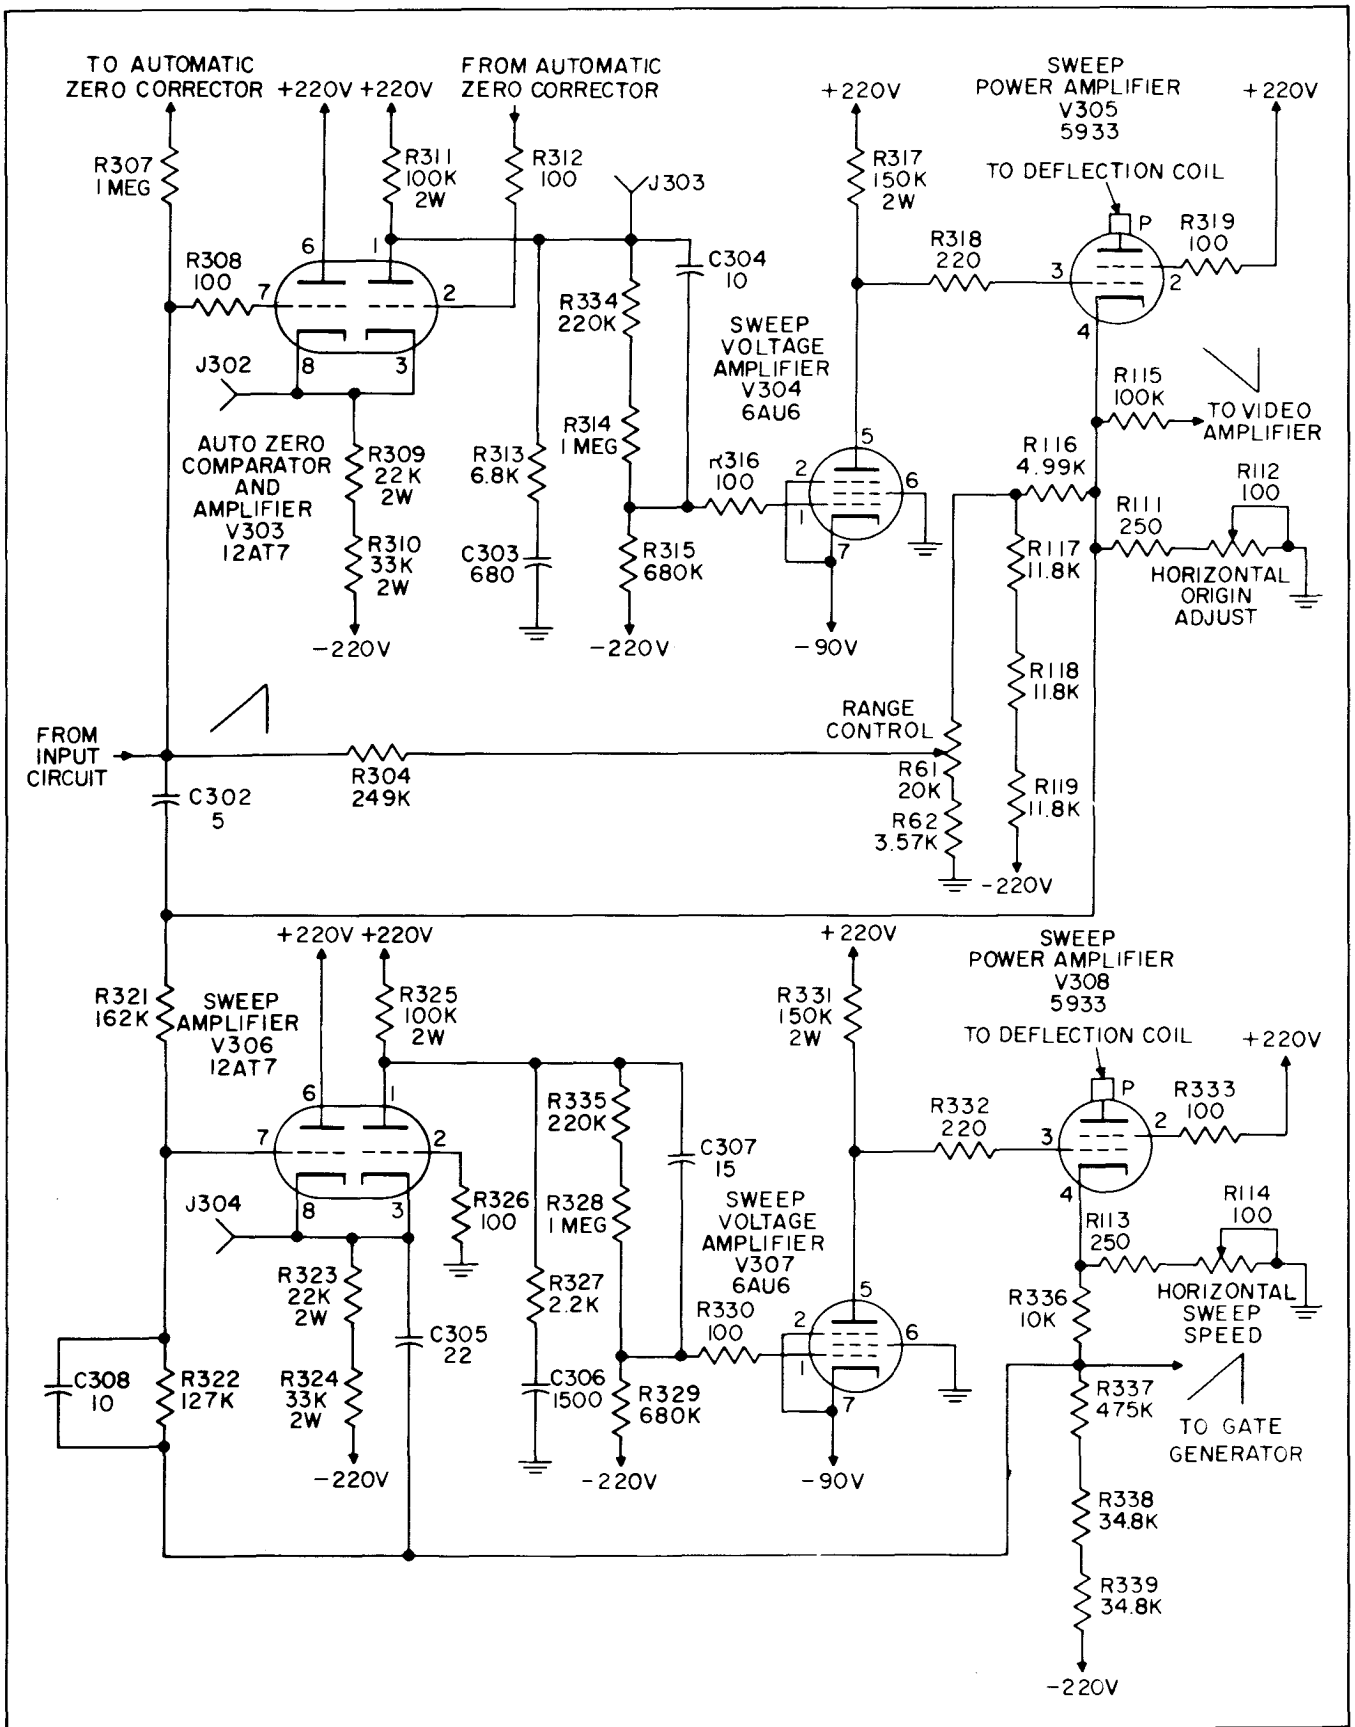 TO AUTOMATIC
ZERO CORRECTOR
+220V
+220V
FROM AUTOMATIC
ZERO CORRECTOR
+220V
SWEEP
POWER AMPLIFIER
V305
5933
+220V
R307
1 MEG
R311
100K
2W
R312
100
J303
R317
150K
2W
TO DEFLECTION COIL
P
R319
100
R308
100
6
1
7
2
C304
10
R318
220
3
2
4
R334
220K
SWEEP
VOLTAGE
AMPLIFIER
V304
6AU6
J302
8
3
R115
100K
TO VIDEO
AMPLIFIER
AUTO ZERO
COMPARATOR
AND
AMPLIFIER
V303
12AT7
R309
22K
2W
R310
33K
2W
-220V
R313
6.8K
C303
680
R314
1 MEG
R315
680K
-220V
R316
100
5
2
6
1
7
-90V
R116
4.99K
R112
100
R111
250
HORIZONTAL
ORIGIN
ADJUST
R117
11.8K
R118
11.8K
R119
11.8K
-220V
FROM
INPUT
CIRCUIT
R304
249K
RANGE
CONTROL
R61
20K
R62
3.57K
C302
5
+220V
+220V
+220V
SWEEP
POWER AMPLIFIER
V308
5933
R321
162K
SWEEP
AMPLIFIER
V306
12AT7
R325
100K
2W
R331
150K
2W
TO DEFLECTION COIL
+220V
P
R333
100
6
1
7
2
R335
220K
C307
15
R332
220
3
2
4
J304
8
3
R326
100
R328
1 MEG
SWEEP
VOLTAGE
AMPLIFIER
V307
6AU6
R114
100
R113
250
HORIZONTAL
SWEEP
SPEED
R323
22K
2W
R324
33K
2W
-220V
C305
22
R327
2.2K
C306
1500
R329
680K
-220V
R330
100
5
2
6
1
7
-90V
R336
10K
C308
10
R322
127K
R337
475K
TO GATE
GENERATOR
R338
34.8K
R339
34.8K
-220V